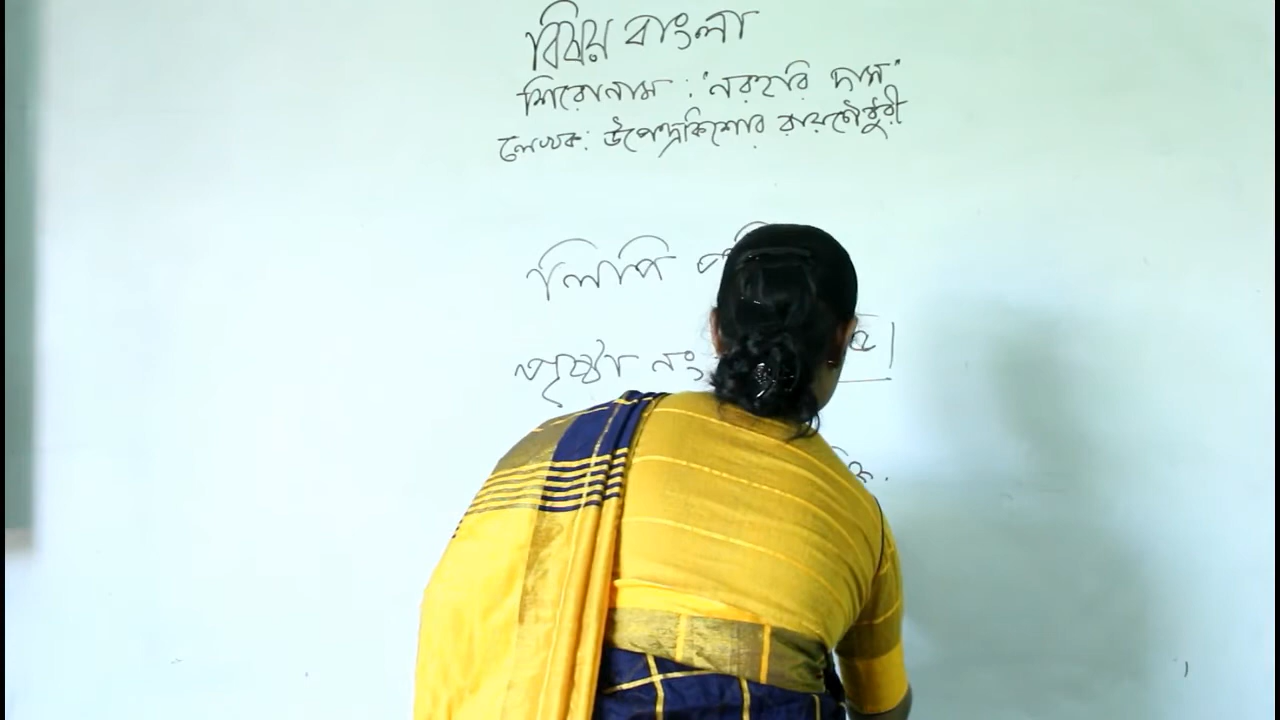 বিষয় বাংলা
শিরোনাম : "নরহরি দাস"
লেখক: উপেন্দ্রকিশোর রায়চৌধুরী
লিপি
পৃষ্ঠা নং